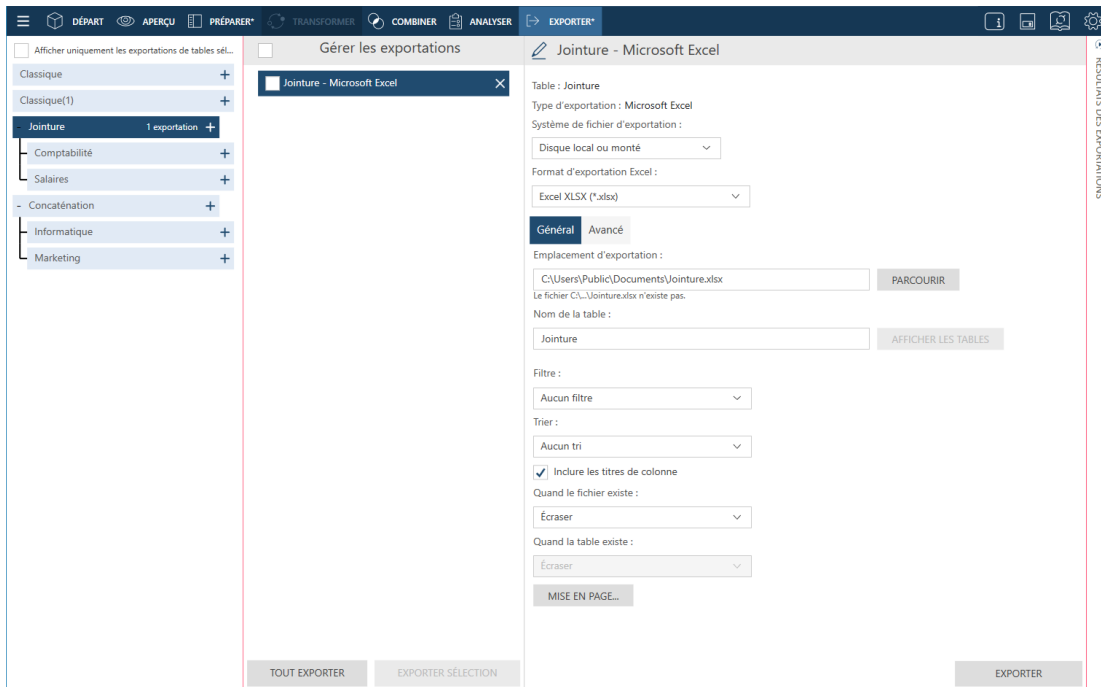 DÉPART APERÇU PRÉPARER* TRANSFORMER COMBINER ANALYSER EXPORTER*
Afficher uniquement les exportations de tables sél...
Classique
Classique(1)
Jointure 1 exportation
Comptabilité
Salaires
Concaténation
Informatique
Marketing
Gérer les exportations
Jointure - Microsoft Excel
TOUT EXPORTER EXPORTER SÉLECTION
Jointure - Microsoft Excel
Table : Jointure
Type d'exportation : Microsoft Excel
Système de fichier d'exportation :
Disque local ou monté
Format d'exportation Excel :
Excel XLSX (*.xlsx)
Général Avancé
Emplacement d'exportation :
C:\Users\Public\Documents\Jointure.xlsx PARCOURIR
Le fichier C:\...\Jointure.xlsx n'existe pas.
Nom de la table :
Jointure AFFICHER LES TABLES
Filtre :
Aucun filtre
Trier :
Aucun tri
Inclure les titres de colonne
Quand le fichier existe :
Écraser
Quand la table existe :
Écraser
MISE EN PAGE...
EXPORTER
RÉSULTATS DES EXPORTATIONS